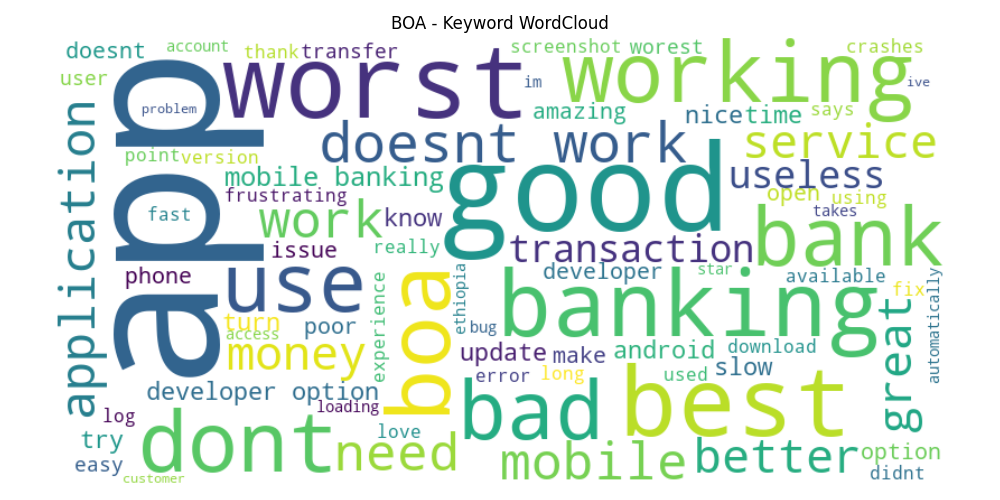 BOA - Keyword WordCloud
doesnt
account
thank
transfer
screenshot
worest
crashes
user
worst
im
working
ive
app
problem
amazing
nice
time
says
application
doesnt work
service
point
version
good
useless
mobile banking
open
using
frustrating
fast
work
know
takes
issue
really
transaction
bank
phone
use
developer
star
available
boa
ethiopia
banking
fix
automatically
experience
turn
access
poor
bug
great
money
update
make
android
download
error
long
used
slow
developer option
loading
bad
best
log
dont
love
try
need
mobile
better
option
easy
didnt
customer